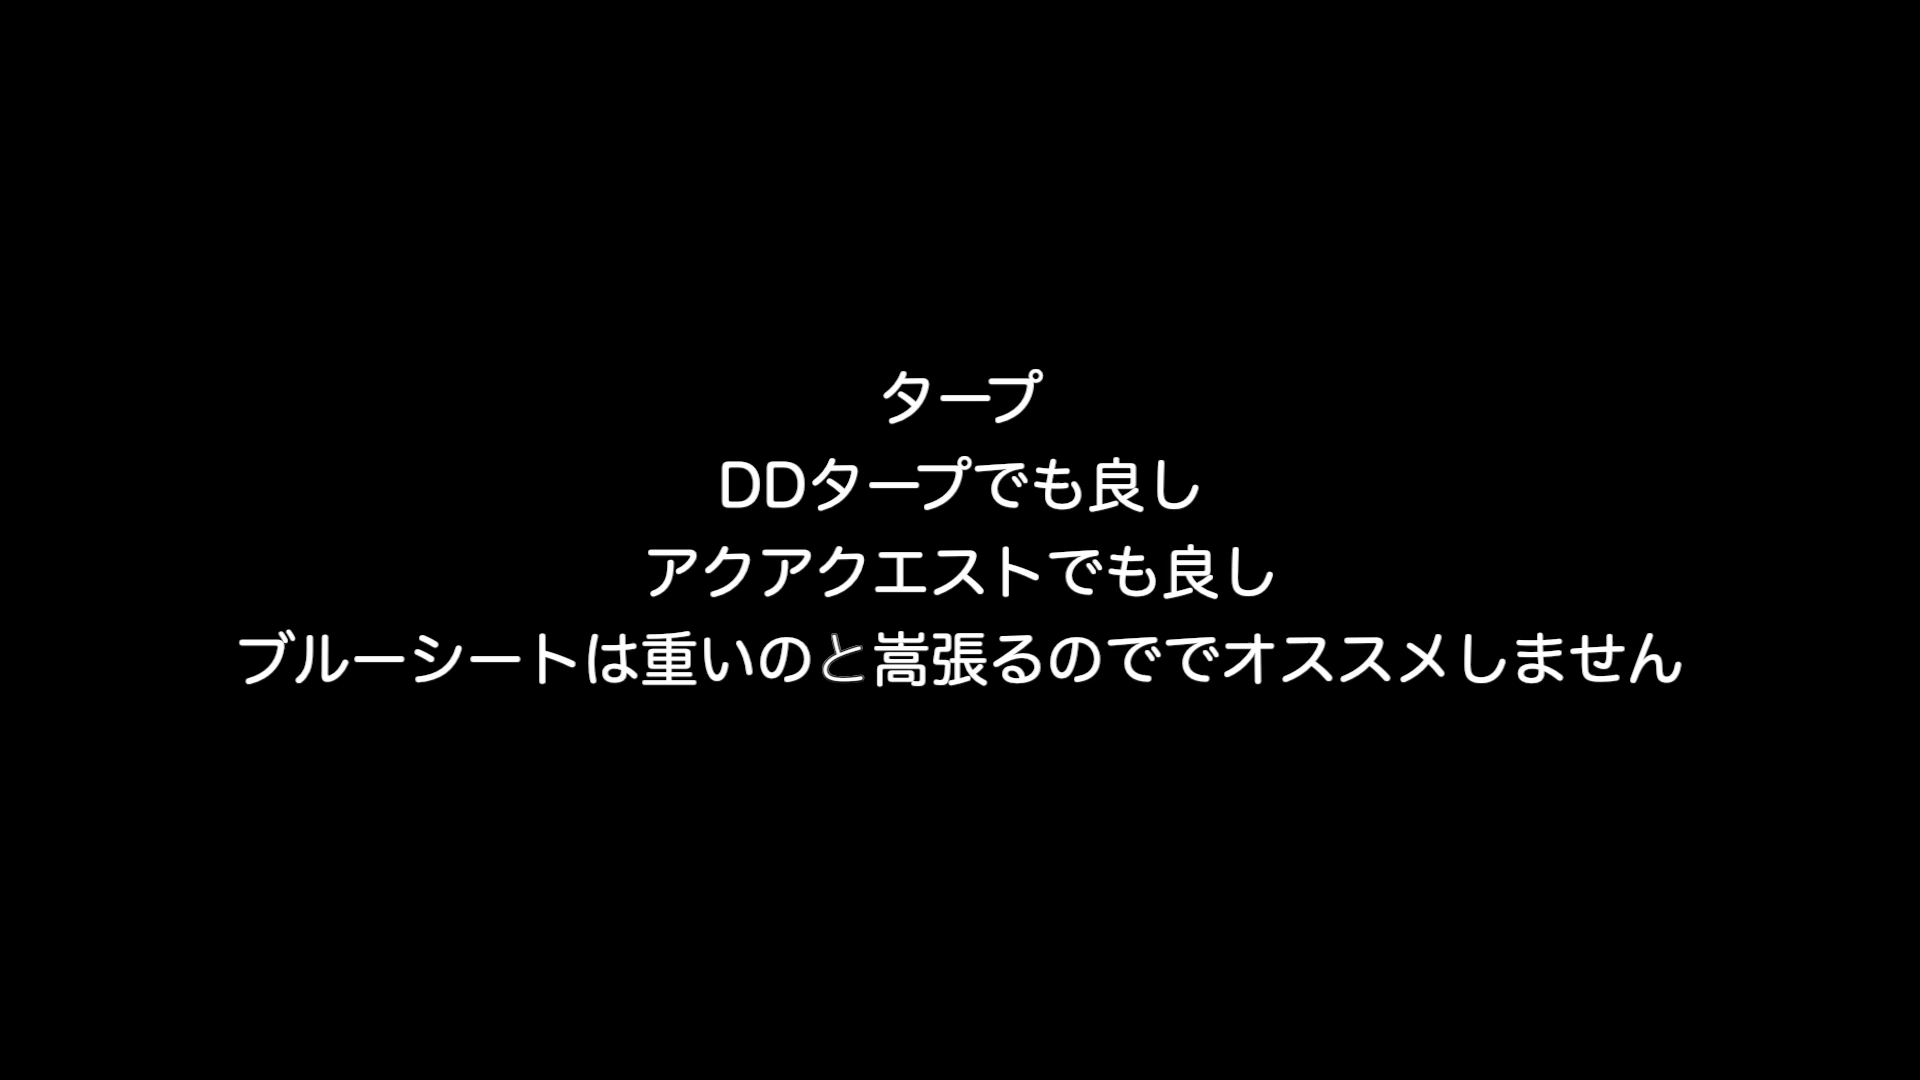 タープ
DDタープでも良し
アクアクエストでも良し
ブルーシートは重いのと嵩張るのででオススメしません